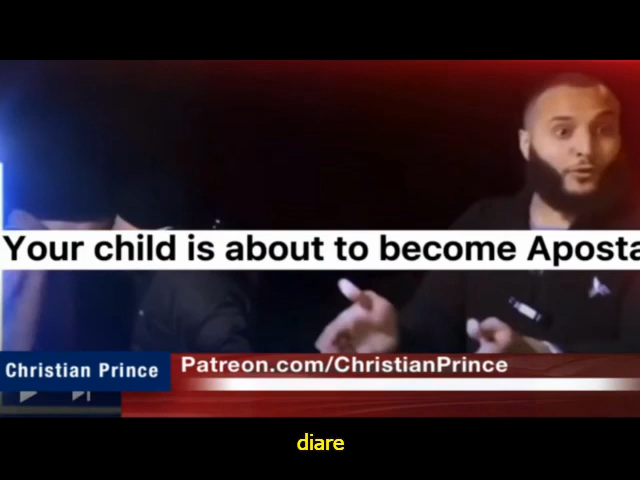 Your child is about to become Aposta
Christian Prince
Patreon.com/ChristianPrince
diare